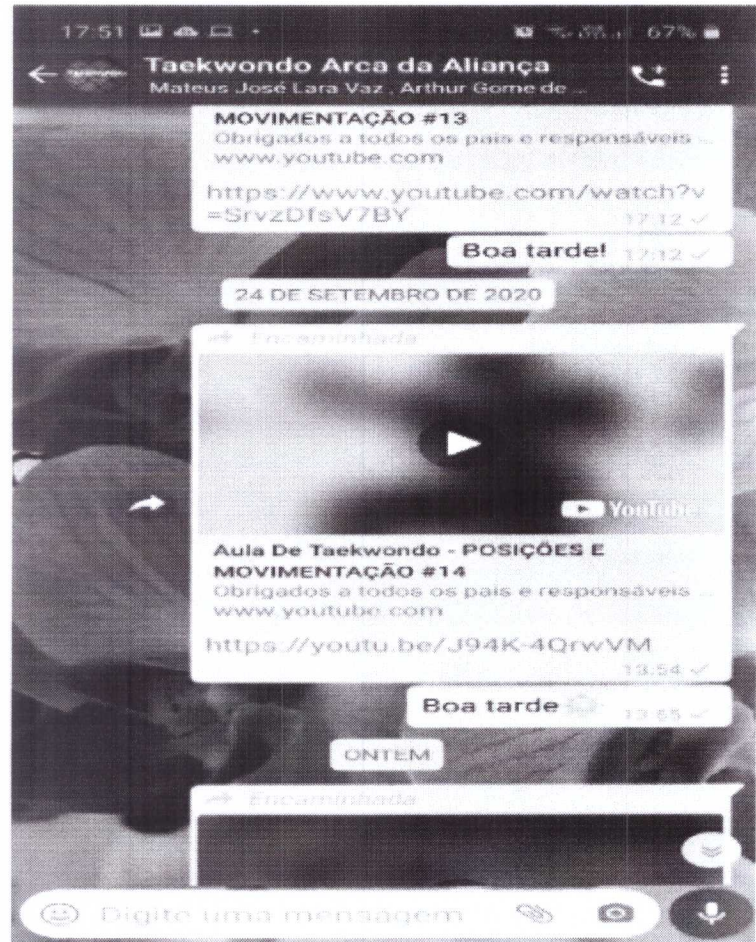 17:51 67%
Taekwondo Arca da Aliança
Mateus José Lara Vaz, Arthur Gome de ...
MOVIMENTAÇÃO #13
Obrigados a todos os pais e responsáveis ...
www.youtube.com
https://www.youtube.com/watch?v
=SrvzDfsV7BY
17:12
Boa tarde! 17:12
24 DE SETEMBRO DE 2020
Encaminhada
YouTube
Aula De Taekwondo - POSIÇÕES E
MOVIMENTAÇÃO #14
Obrigados a todos os pais e responsáveis ...
www.youtube.com
https://youtu.be/J94K-4QrwVM
13:54
Boa tarde 13:55
ONTEM
Encaminhada
Digite uma mensagem